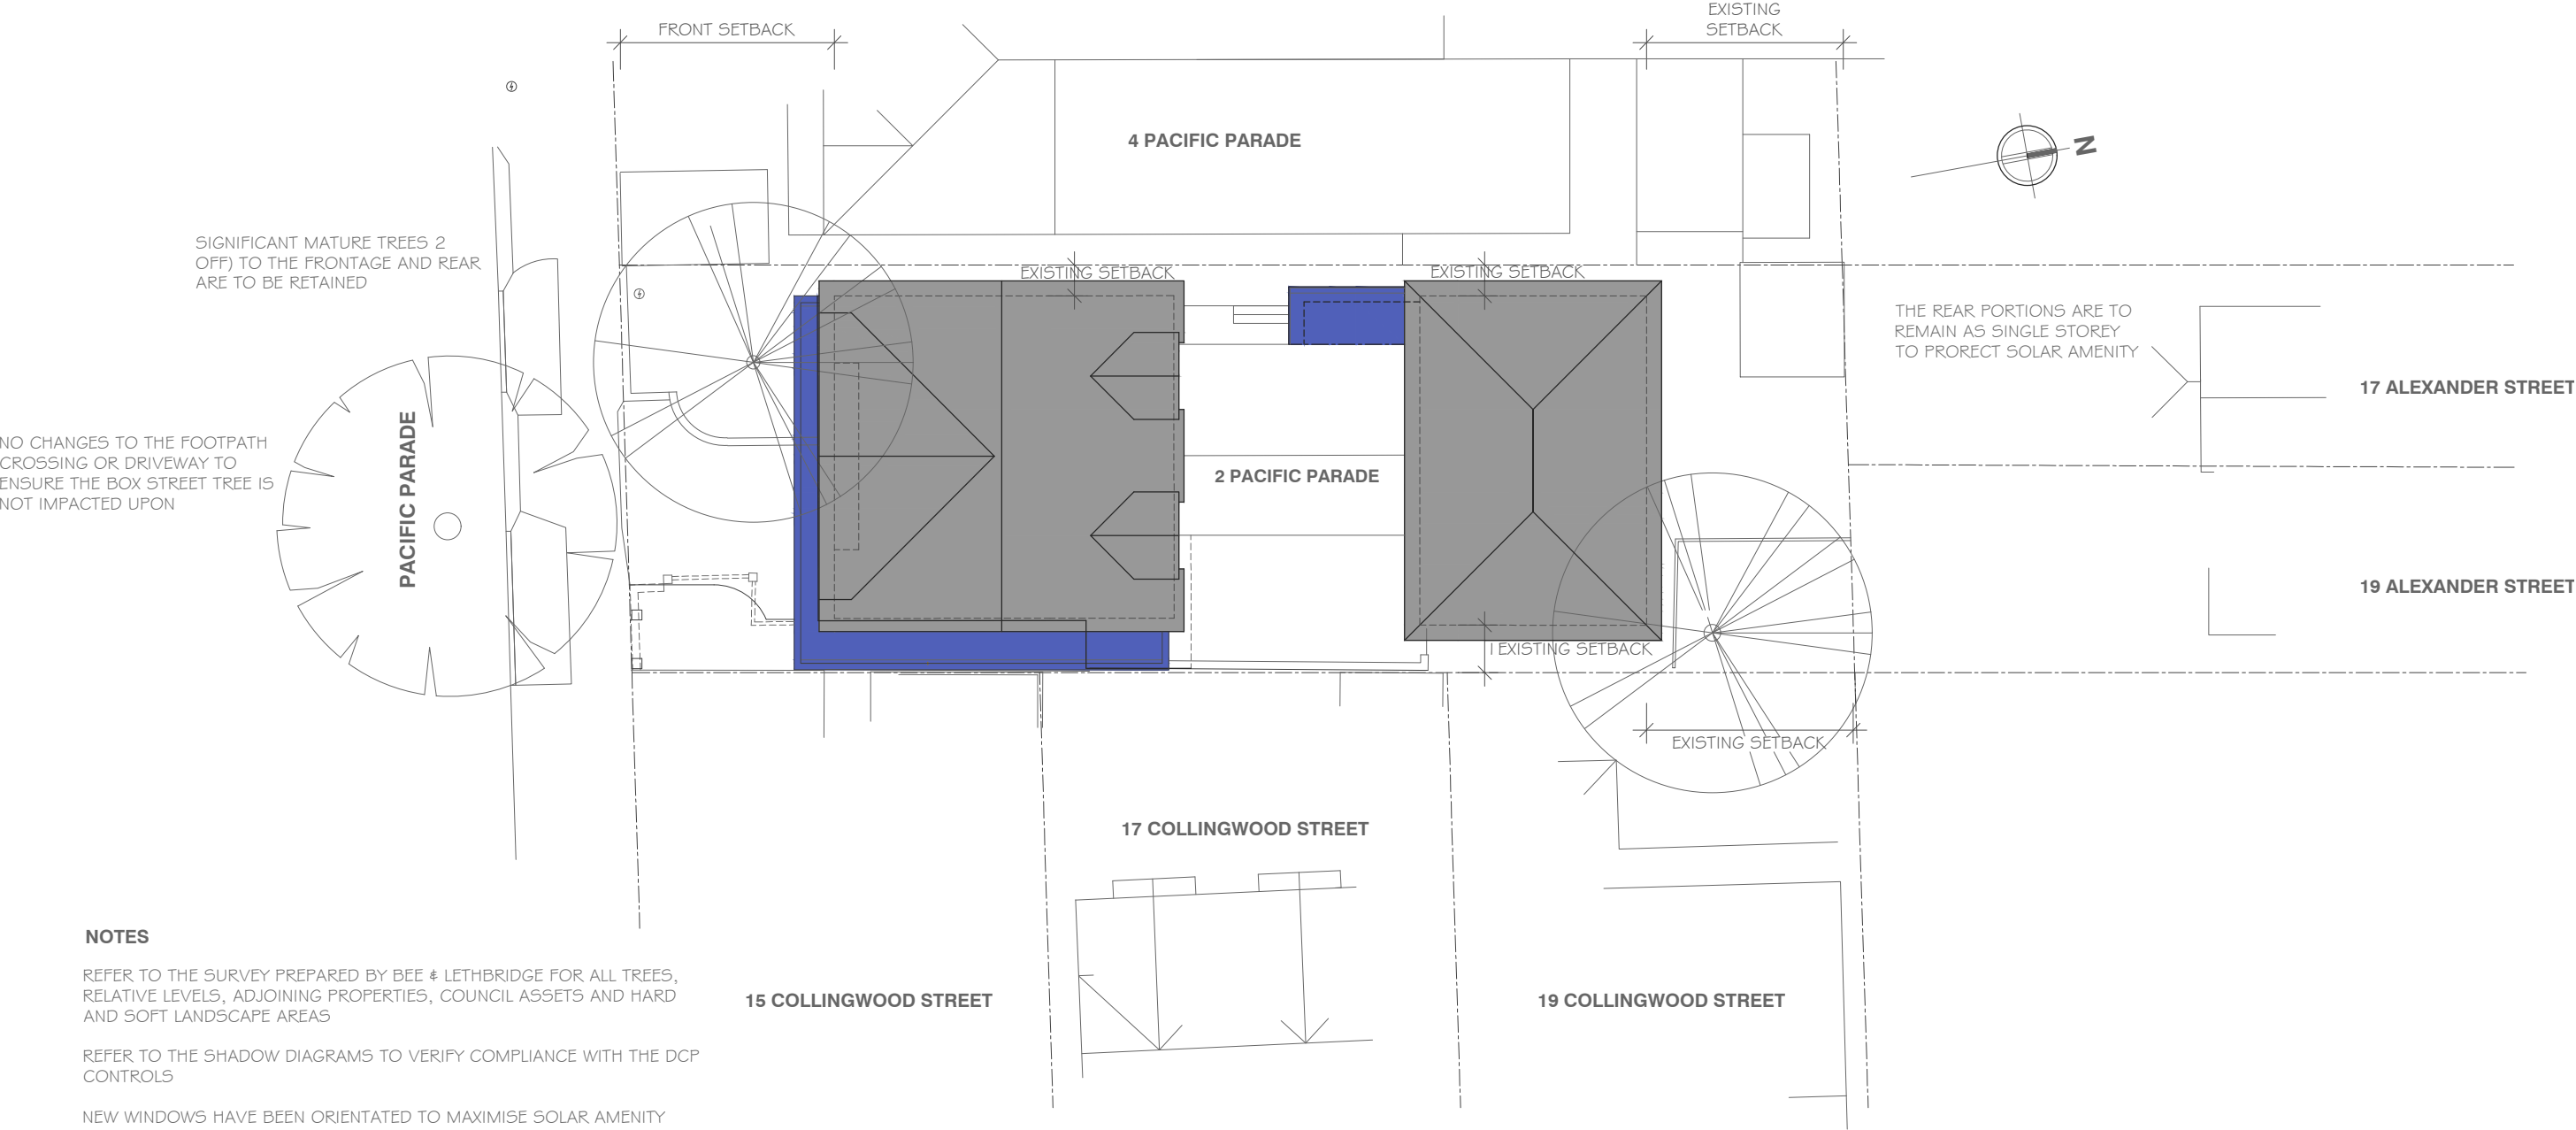 FRONT SETBACK
EXISTING
SETBACK
4 PACIFIC PARADE
N
SIGNIFICANT MATURE TREES 2
OFF) TO THE FRONTAGE AND REAR
ARE TO BE RETAINED
EXISTING SETBACK
EXISTING SETBACK
THE REAR PORTIONS ARE TO
REMAIN AS SINGLE STOREY
TO PRORECT SOLAR AMENITY
17 ALEXANDER STREET
NO CHANGES TO THE FOOTPATH
CROSSING OR DRIVEWAY TO
ENSURE THE BOX STREET TREE IS
NOT IMPACTED UPON
PACIFIC PARADE
2 PACIFIC PARADE
19 ALEXANDER STREET
EXISTING SETBACK
EXISTING SETBACK
17 COLLINGWOOD STREET
15 COLLINGWOOD STREET
19 COLLINGWOOD STREET
NOTES
REFER TO THE SURVEY PREPARED BY BEE & LETHBRIDGE FOR ALL TREES,
RELATIVE LEVELS, ADJOINING PROPERTIES, COUNCIL ASSETS AND HARD
AND SOFT LANDSCAPE AREAS
REFER TO THE SHADOW DIAGRAMS TO VERIFY COMPLIANCE WITH THE DCP
CONTROLS
NEW WINDOWS HAVE BEEN ORIENTATED TO MAXIMISE SOLAR AMENITY